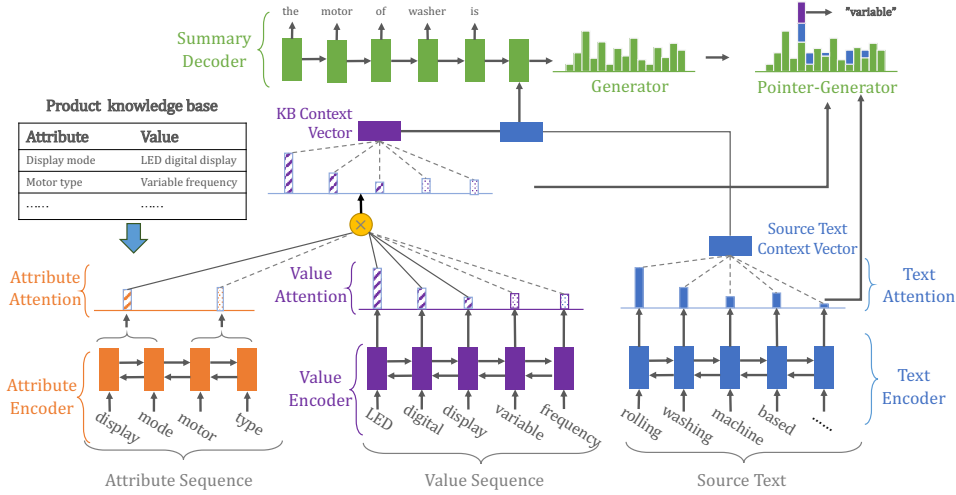 the motor of washer is
"variable"
Summary
Decoder
Generator
Pointer-Generator
Product knowledge base
Attribute Value
Display mode LED digital display
Motor type Variable frequency
…… ……
KB Context
Vector
×
Source Text
Context Vector
Attribute
Attention
Value
Attention
Text
Attention
Attribute
Encoder
Value
Encoder
Text
Encoder
display mode motor type
LED digital display variable frequency
rolling washing machine based ……
Attribute Sequence
Value Sequence
Source Text